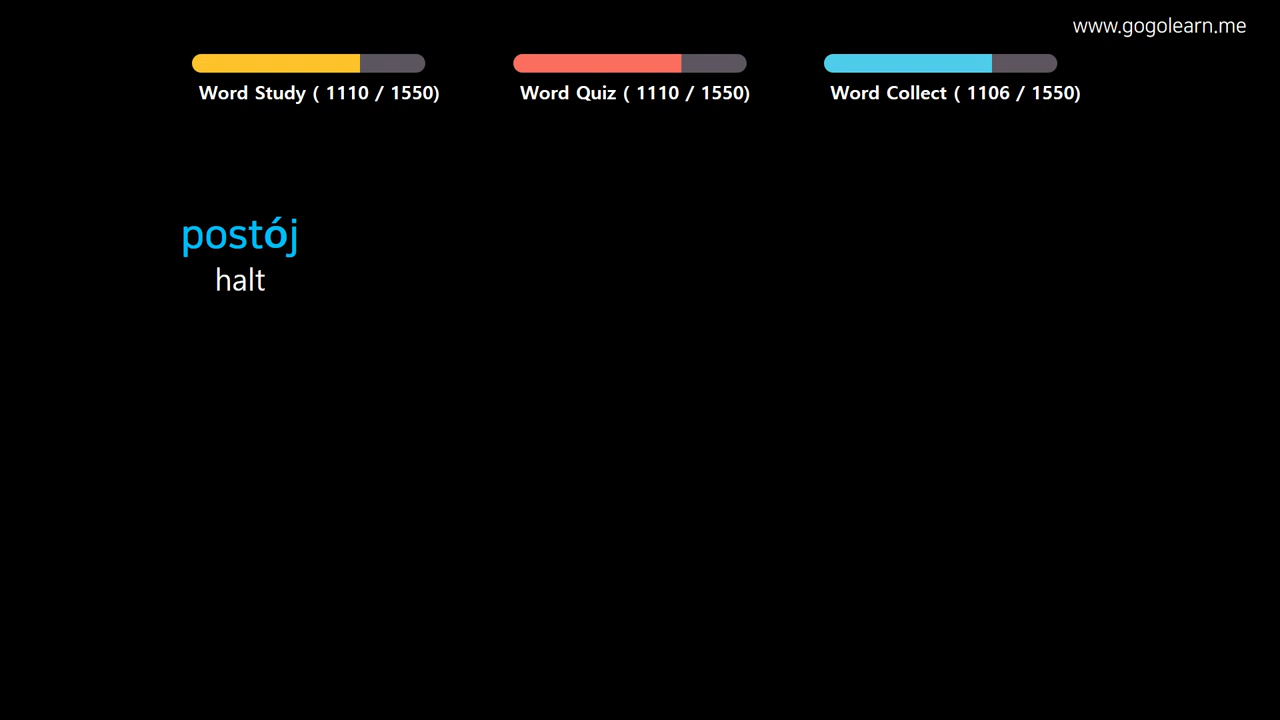 www.gogolearn.me
Word Study ( 1110 / 1550)
Word Quiz ( 1110 / 1550)
Word Collect ( 1106 / 1550)
postój
halt